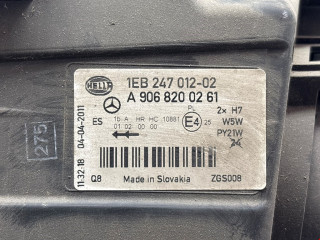 HELLA
1EB 247 012-02
A 906 820 02 61
ES
15 A HR HC 10881
01 02 00 00
PL
E4 25
2x H7
W5W
PY21W
24
Q8 Made in Slovakia ZGS008
11:32:18 04-04-2011
275